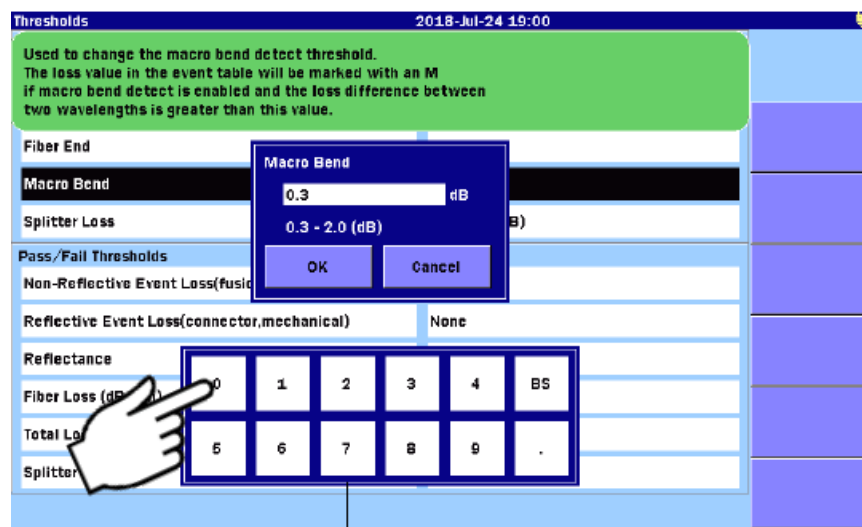 Thresholds 2018-Jul-24 19:00
Used to change the macro bend detect threshold.
The loss value in the event table will be marked with an M
if macro bend detect is enabled and the loss difference between
two wavelengths is greater than this value.
Fiber End
Macro Bend
Macro Bend
0.3 dB
Splitter Loss B)
0.3 - 2.0 (dB)
Pass/Fail Thresholds
OK Cancel
Non-Reflective Event Loss(fusio
Reflective Event Loss(connector,mechanical) None
Reflectance
0 1 2 3 4 BS
Fiber Loss (dB
Total Lo
5 6 7 8 9 .
Splitter